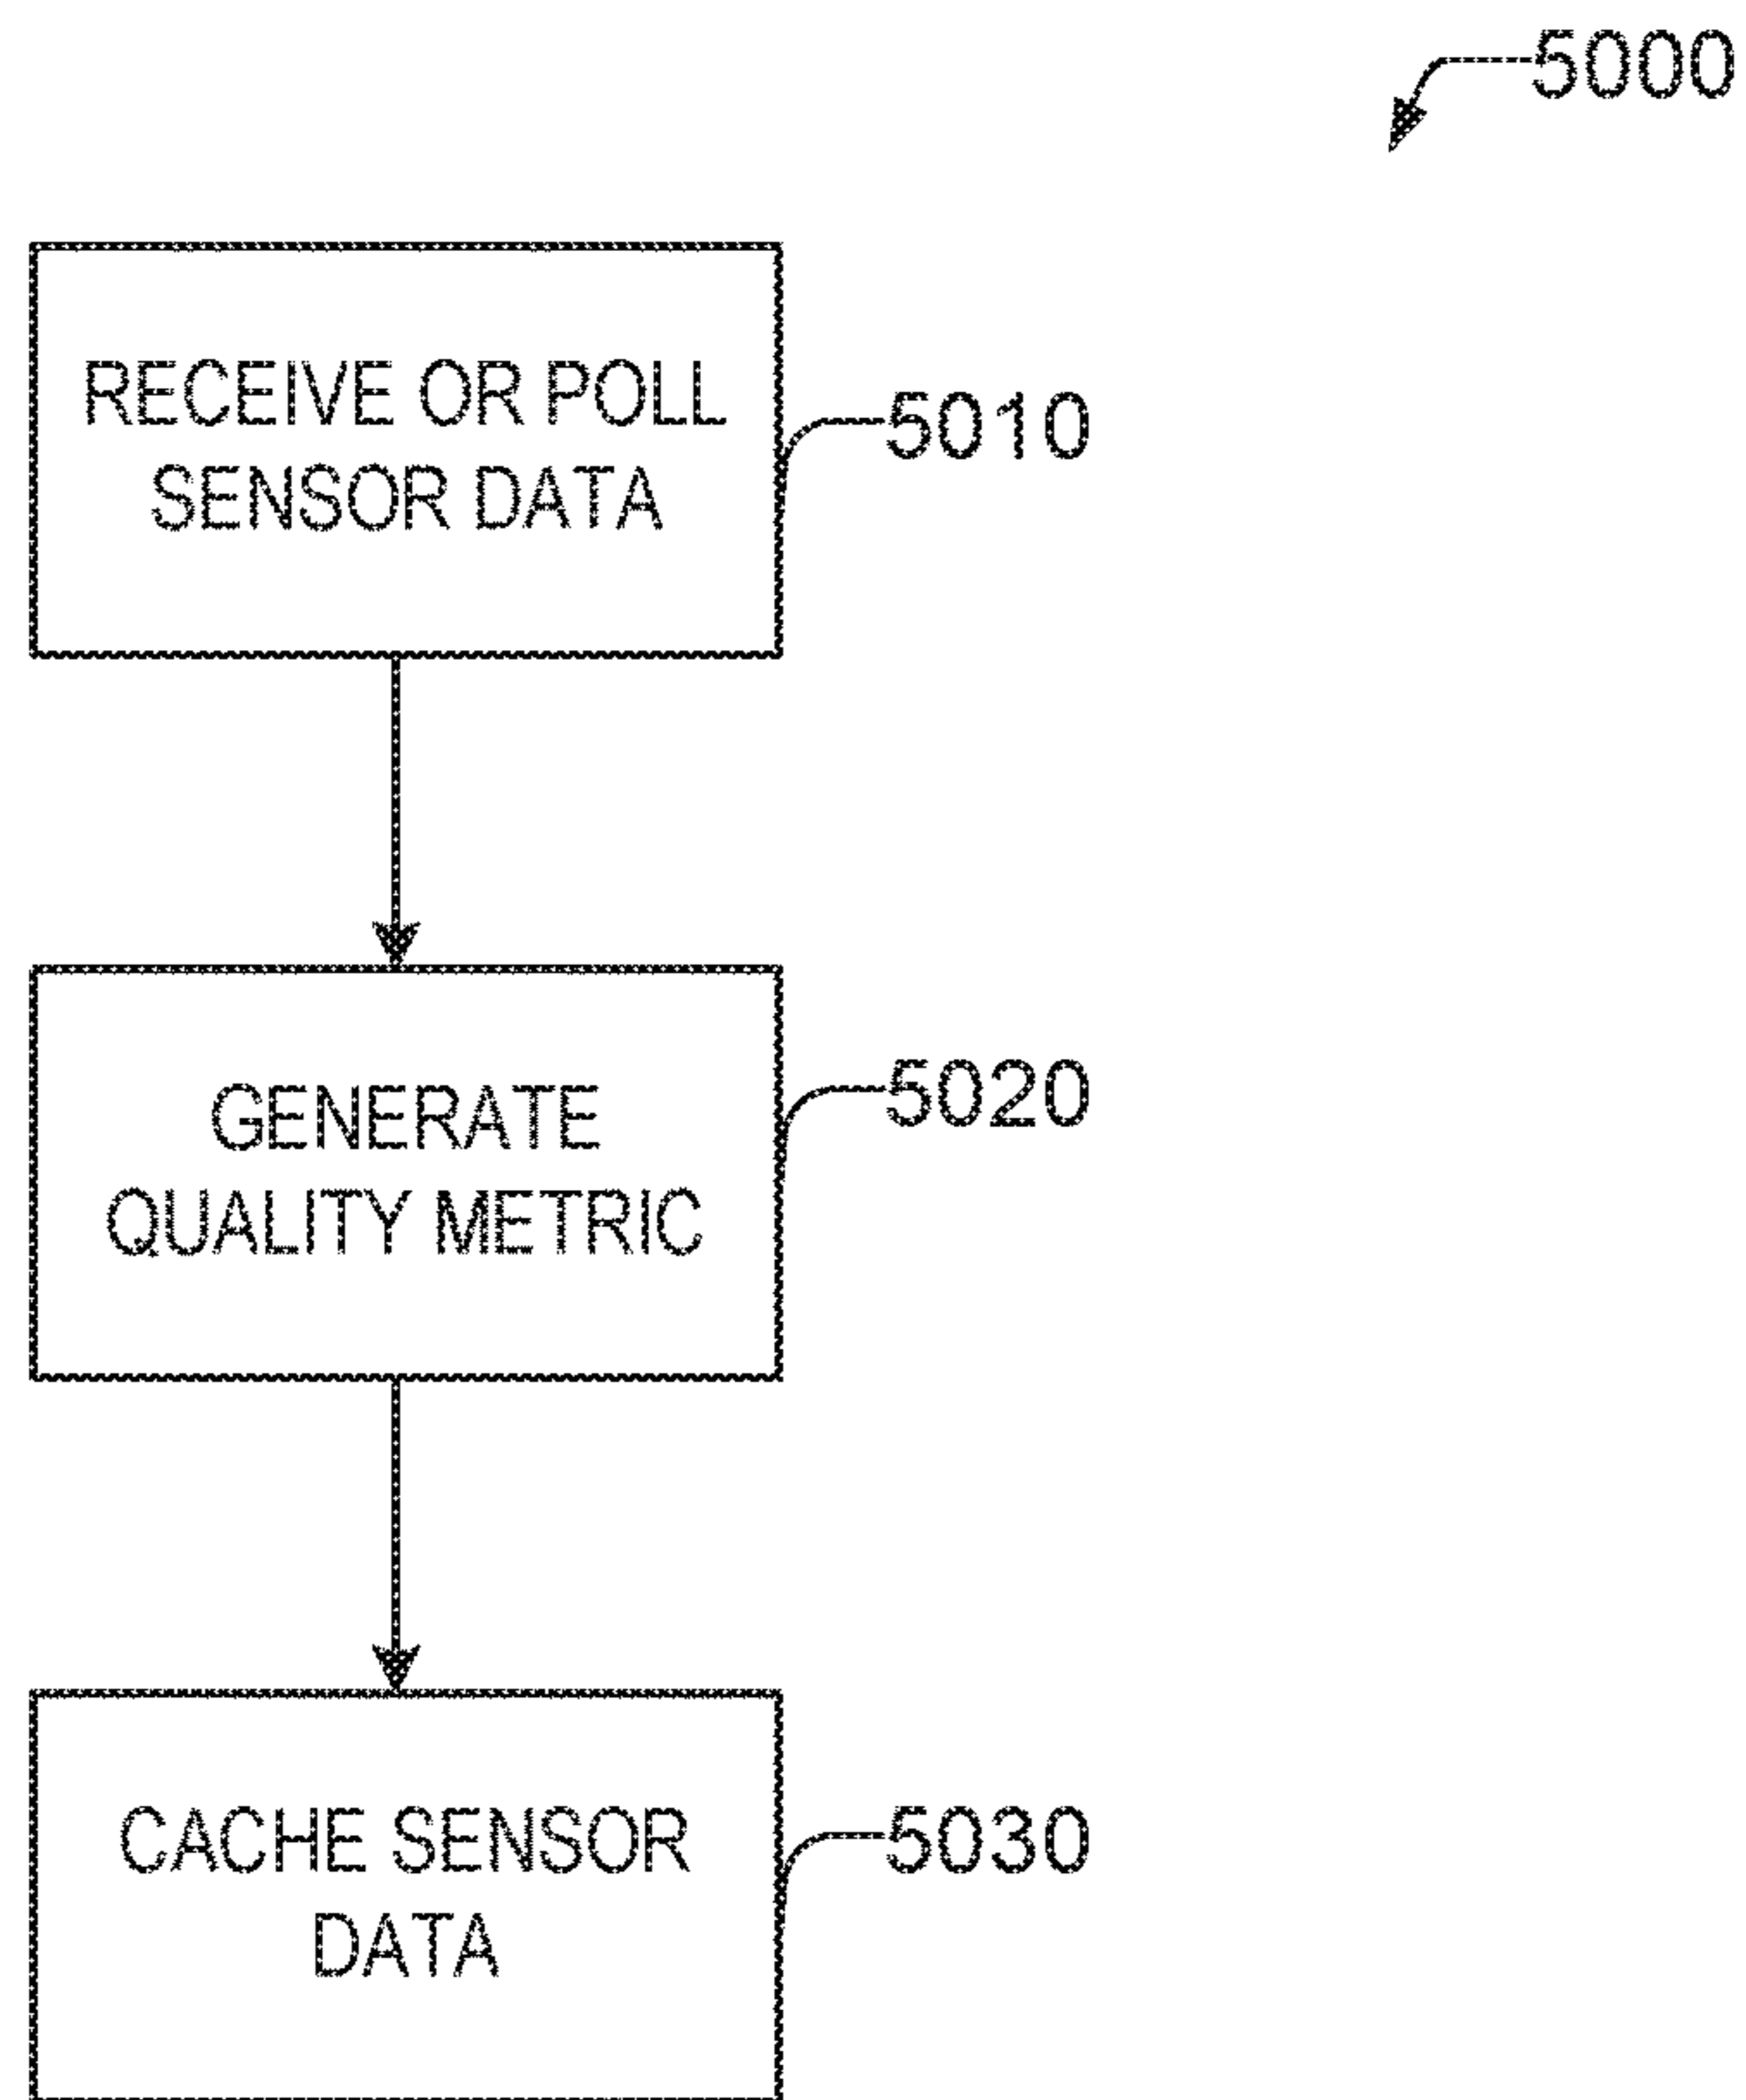 5000
RECEIVE OR POLL
SENSOR DATA
5010
GENERATE
QUALITY METRIC
5020
CACHE SENSOR
DATA
5030